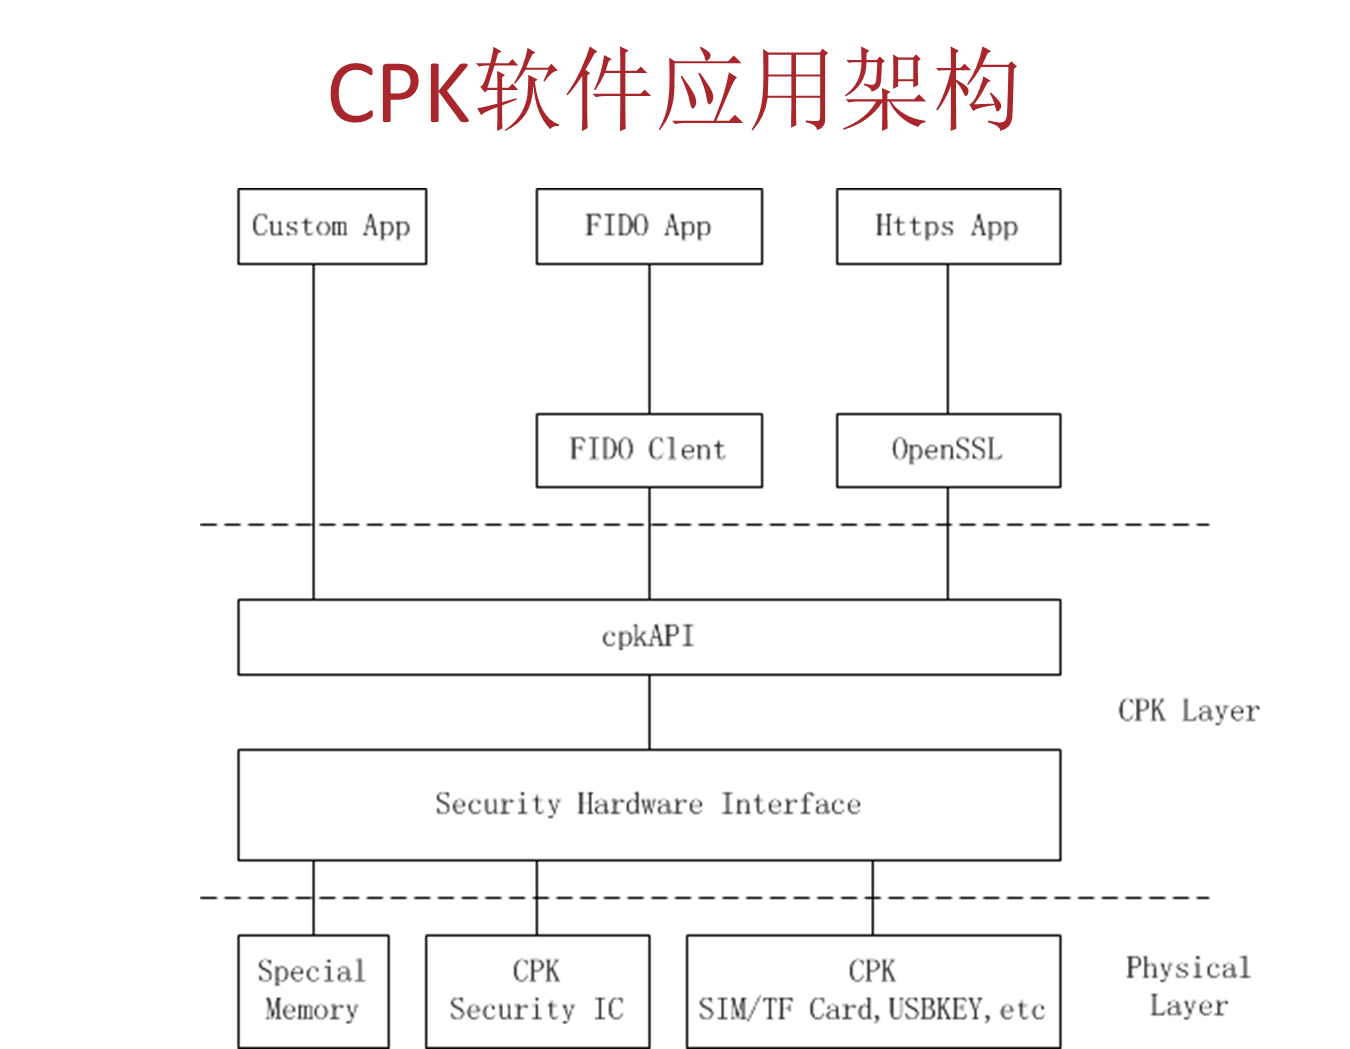 CPK软件应用架构
Custom App
FIDO App
Https App
FIDO Clent
OpenSSL
cpkAPI
CPK Layer
Security Hardware Interface
Special
Memory
CPK
Security IC
CPK
SIM/TF Card,USBKEY,etc
Physical
Layer